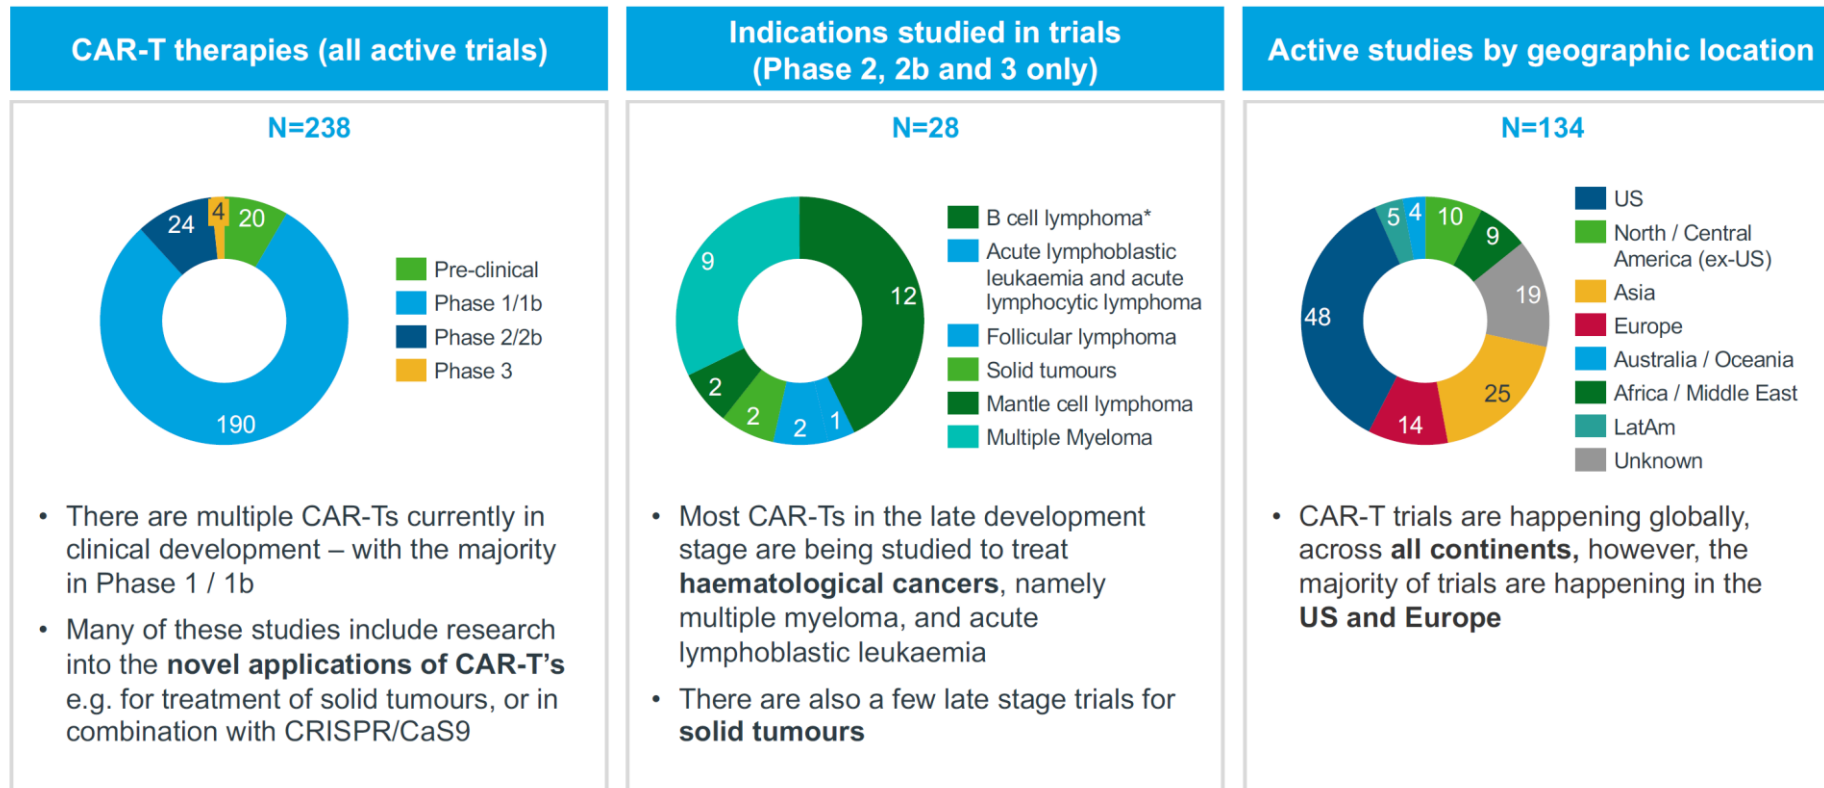 CAR-T therapies (all active trials)
N=238
4
20
24
190
Pre-clinical
Phase 1/1b
Phase 2/2b
Phase 3
• There are multiple CAR-Ts currently in
clinical development – with the majority
in Phase 1 / 1b
• Many of these studies include research
into the novel applications of CAR-T’s
e.g. for treatment of solid tumours, or in
combination with CRISPR/CaS9
Indications studied in trials
(Phase 2, 2b and 3 only)
N=28
9
12
2
2
2
1
B cell lymphoma*
Acute lymphoblastic
leukaemia and acute
lymphocytic lymphoma
Follicular lymphoma
Solid tumours
Mantle cell lymphoma
Multiple Myeloma
• Most CAR-Ts in the late development
stage are being studied to treat
haematological cancers, namely
multiple myeloma, and acute
lymphoblastic leukaemia
• There are also a few late stage trials for
solid tumours
Active studies by geographic location
N=134
5
4
10
9
19
48
25
14
US
North / Central
America (ex-US)
Asia
Europe
Australia / Oceania
Africa / Middle East
LatAm
Unknown
• CAR-T trials are happening globally,
across all continents, however, the
majority of trials are happening in the
US and Europe